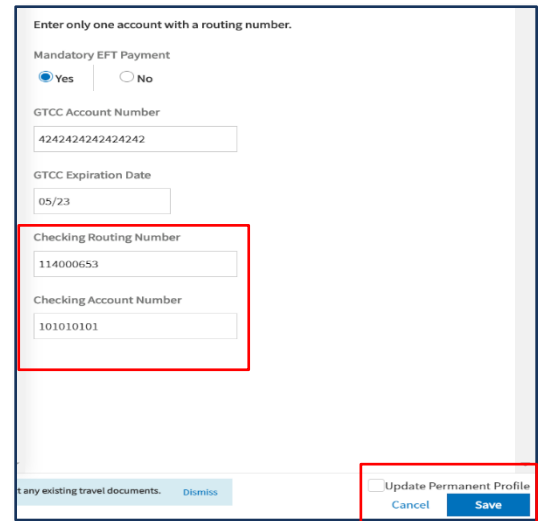 Enter only one account with a routing number.
Mandatory EFT Payment
Yes No
GTCC Account Number
4242424242424242
GTCC Expiration Date
05/23
Checking Routing Number
114000653
Checking Account Number
101010101
t any existing travel documents. Dismiss
Update Permanent Profile
Cancel Save